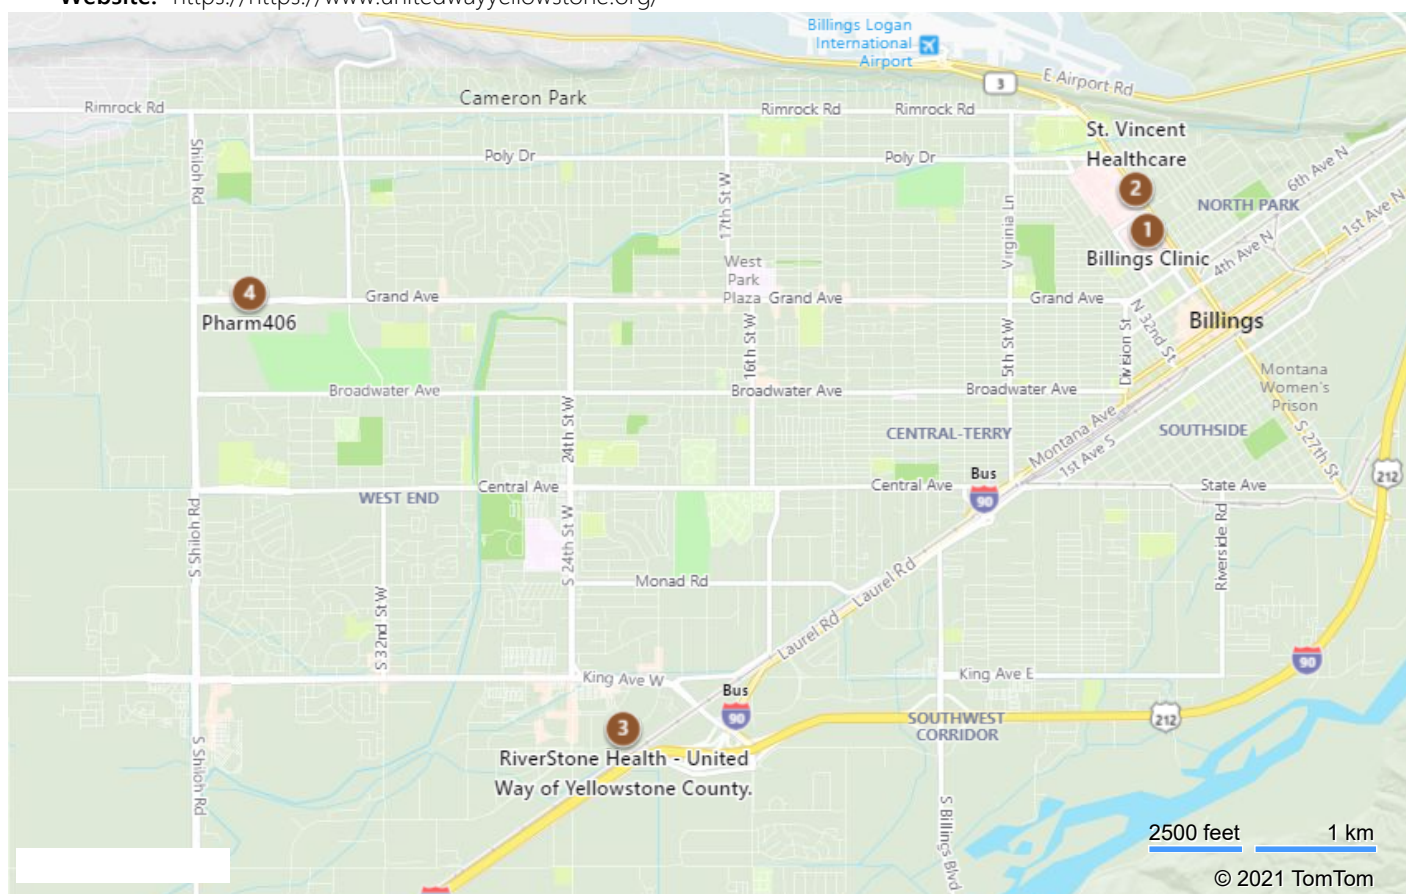 Website: https://https://www.unitedwayyellowstone.org/
Billings Logan
International
Airport
3
E Airport Rd
Rimrock Rd
Cameron Park
Rimrock Rd
Rimrock Rd
St. Vincent
Healthcare
Shiloh Rd
Poly Dr
Poly Dr
2
6th Ave N
17th St W
Virginia Ln
NORTH PARK
1st Ave N
1
Billings Clinic
4th Ave N
West
Park
Plaza
4
Grand Ave
Grand Ave
Grand Ave
Pharm406
N 32nd St
Billings
16th St W
5th St W
Division St
Montana
Women's
Prison
Broadwater Ave
Broadwater Ave
Broadwater Ave
24th St W
CENTRAL-TERRY
Montana Ave
1st Ave S
SOUTHSIDE
S 27th St
Bus
90
212
WEST END
Central Ave
Central Ave
State Ave
S Shiloh Rd
S 24th St W
Riverside Rd
Monad Rd
Laurel Rd
S 32nd St W
Laurel Rd
90
King Ave W
King Ave E
Bus
90
3
SOUTHWEST
CORRIDOR
212
RiverStone Health - United
Way of Yellowstone County.
S Shiloh Rd
S Billings Blvd
2500 feet
1 km
© 2021 TomTom